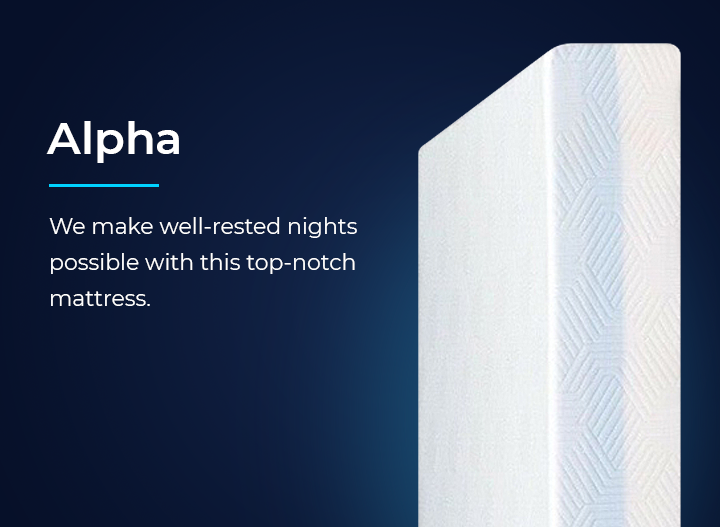 Alpha
We make well-rested nights
possible with this top-notch
mattress.